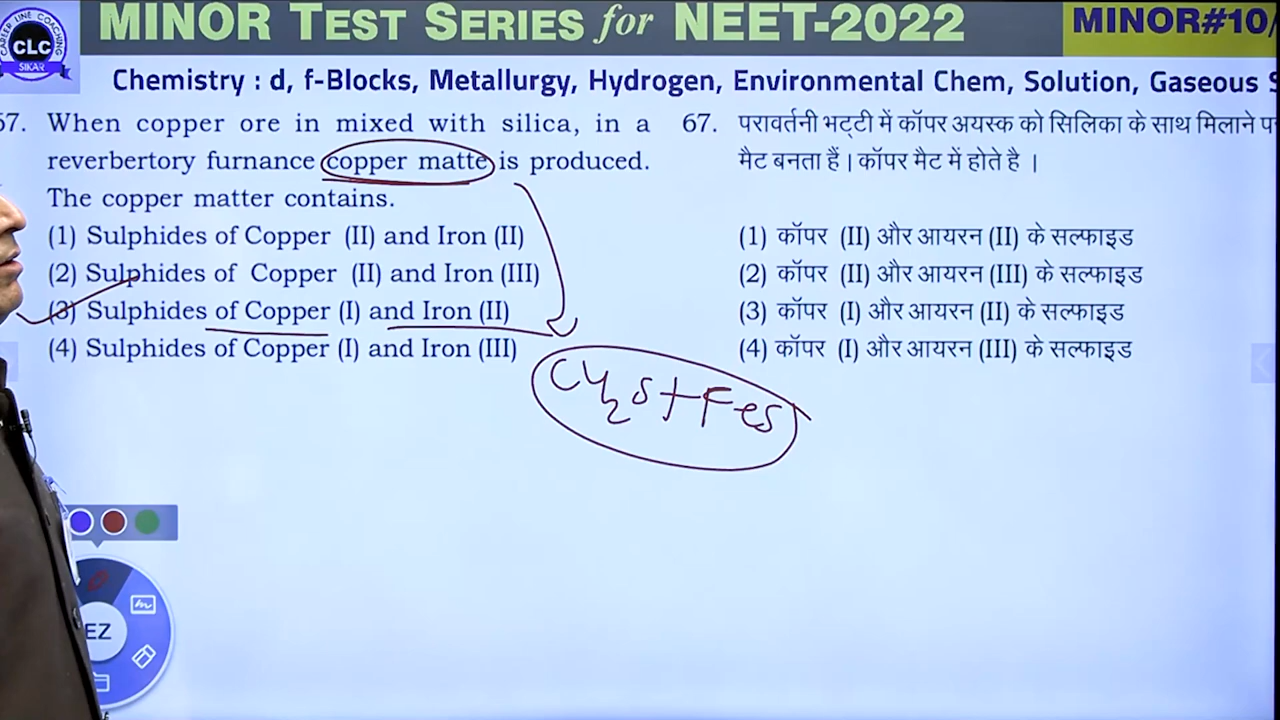 CAREER LINE COACHING
CLC
SIKAR
MINOR TEST SERIES for NEET-2022
MINOR#10/
Chemistry : d, f-Blocks, Metallurgy, Hydrogen, Environmental Chem, Solution, Gaseous S
67. When copper ore in mixed with silica, in a
reverbertory furnance copper matte is produced.
The copper matter contains.
(1) Sulphides of Copper (II) and Iron (II)
(2) Sulphides of Copper (II) and Iron (III)
(3) Sulphides of Copper (I) and Iron (II)
(4) Sulphides of Copper (I) and Iron (III)
Cu2S+FeS
67. परावर्तनी भट्टी में कॉपर अयस्क को सिलिका के साथ मिलाने
मैट बनता हैं। कॉपर मैट में होते है ।
(1) कॉपर (II) और आयरन (II) के सल्फाइड
(2) कॉपर (II) और आयरन (III) के सल्फाइड
(3) कॉपर (I) और आयरन (II) के सल्फाइड
(4) कॉपर (I) और आयरन (III) के सल्फाइड
EZ